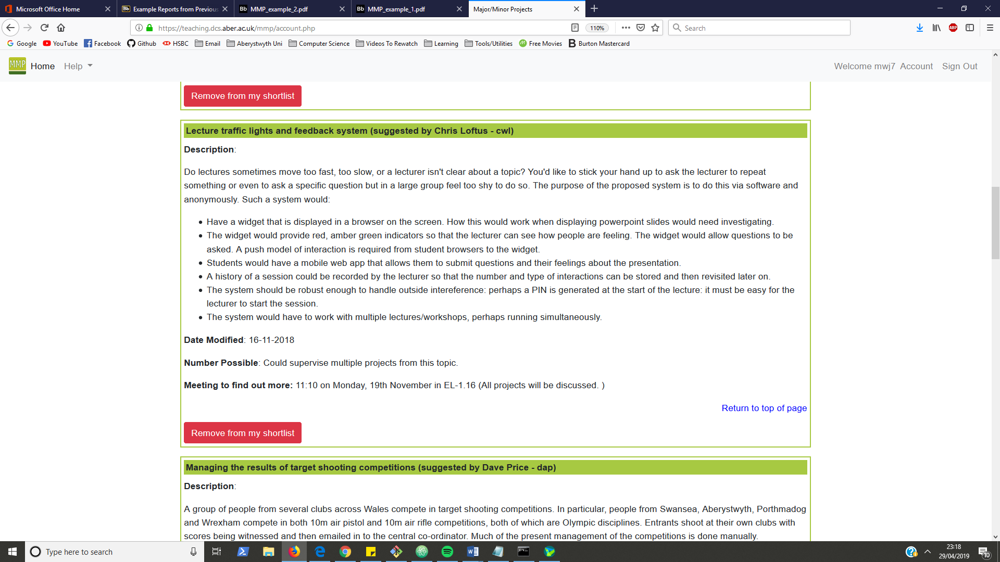 Microsoft Office Home
Example Reports from Previous
MMP_example_2.pdf
MMP_example_1.pdf
Major/Minor Projects
https://teaching.dcs.aber.ac.uk/mmp/account.php
110%
Search
ABP
Google
YouTube
Facebook
Github
HSBC
Email
Aberystwyth Uni
Computer Science
Videos To Rewatch
Learning
Tools/Utilities
Free Movies
Burton Mastercard
MMP
Home
Help
Welcome mwj7
Account
Sign Out
Remove from my shortlist
Lecture traffic lights and feedback system (suggested by Chris Loftus - cwl)
Description:
Do lectures sometimes move too fast, too slow, or a lecturer isn't clear about a topic? You'd like to stick your hand up to ask the lecturer to repeat
something or even to ask a specific question but in a large group feel too shy to do so. The purpose of the proposed system is to do this via software and
anonymously. Such a system would:
Have a widget that is displayed in a browser on the screen. How this would work when displaying powerpoint slides would need investigating.
The widget would provide red, amber green indicators so that the lecturer can see how people are feeling. The widget would allow questions to be
asked. A push model of interaction is required from student browsers to the widget.
Students would have a mobile web app that allows them to submit questions and their feelings about the presentation.
A history of a session could be recorded by the lecturer so that the number and type of interactions can be stored and then revisited later on.
The system should be robust enough to handle outside intereference: perhaps a PIN is generated at the start of the lecture: it must be easy for the
lecturer to start the session.
The system would have to work with multiple lectures/workshops, perhaps running simultaneously.
Date Modified: 16-11-2018
Number Possible: Could supervise multiple projects from this topic.
Meeting to find out more: 11:10 on Monday, 19th November in EL-1.16 (All projects will be discussed. )
Return to top of page
Remove from my shortlist
Managing the results of target shooting competitions (suggested by Dave Price - dap)
Description:
A group of people from several clubs across Wales compete in target shooting competitions. In particular, people from Swansea, Aberystwyth, Porthmadog
and Wrexham compete in both 10m air pistol and 10m air rifle competitions, both of which are Olympic disciplines. Entrants shoot at their own clubs with
scores being witnessed and then emailed in to the central co-ordinator. Much of the present management of the competitions is done manually.
Type here to search
23:18
29/04/2019
10